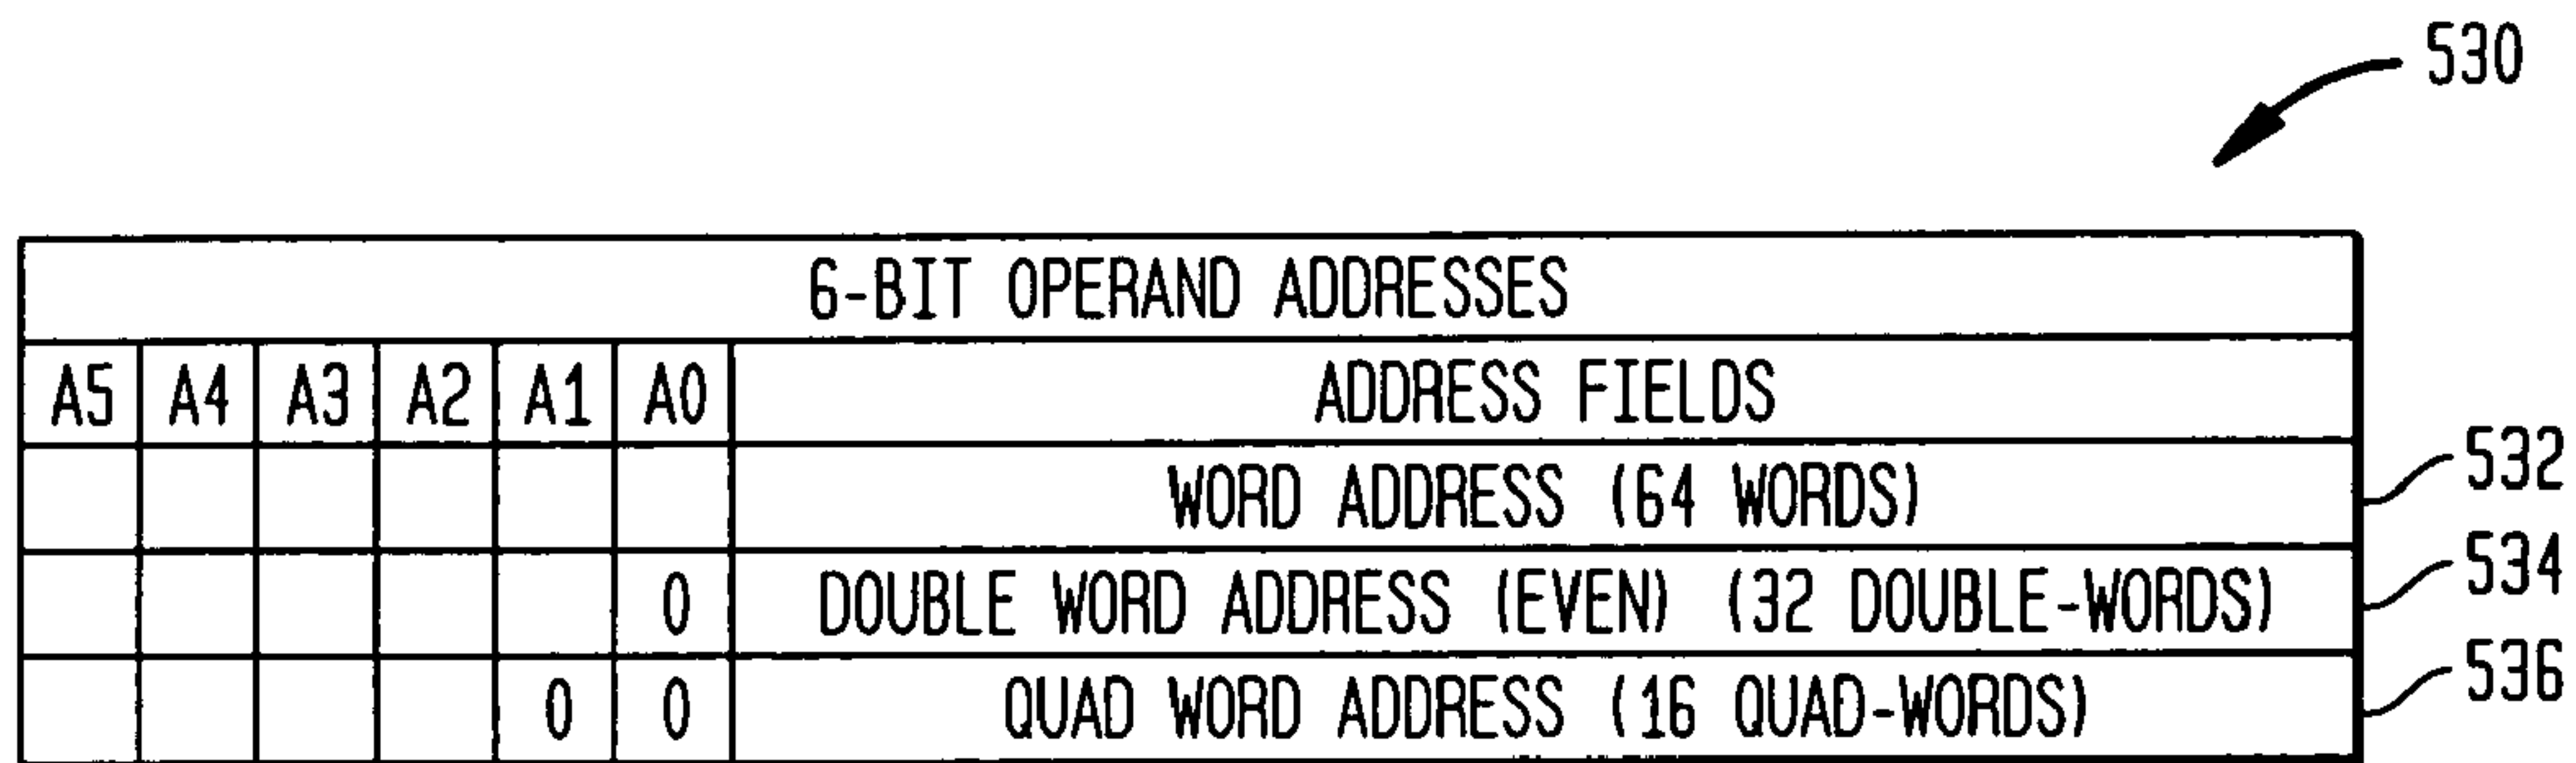 530
6-BIT OPERAND ADDRESSES
A5 A4 A3 A2 A1 A0 ADDRESS FIELDS
WORD ADDRESS (64 WORDS) 532
0 DOUBLE WORD ADDRESS (EVEN) (32 DOUBLE-WORDS) 534
0 0 QUAD WORD ADDRESS (16 QUAD-WORDS) 536